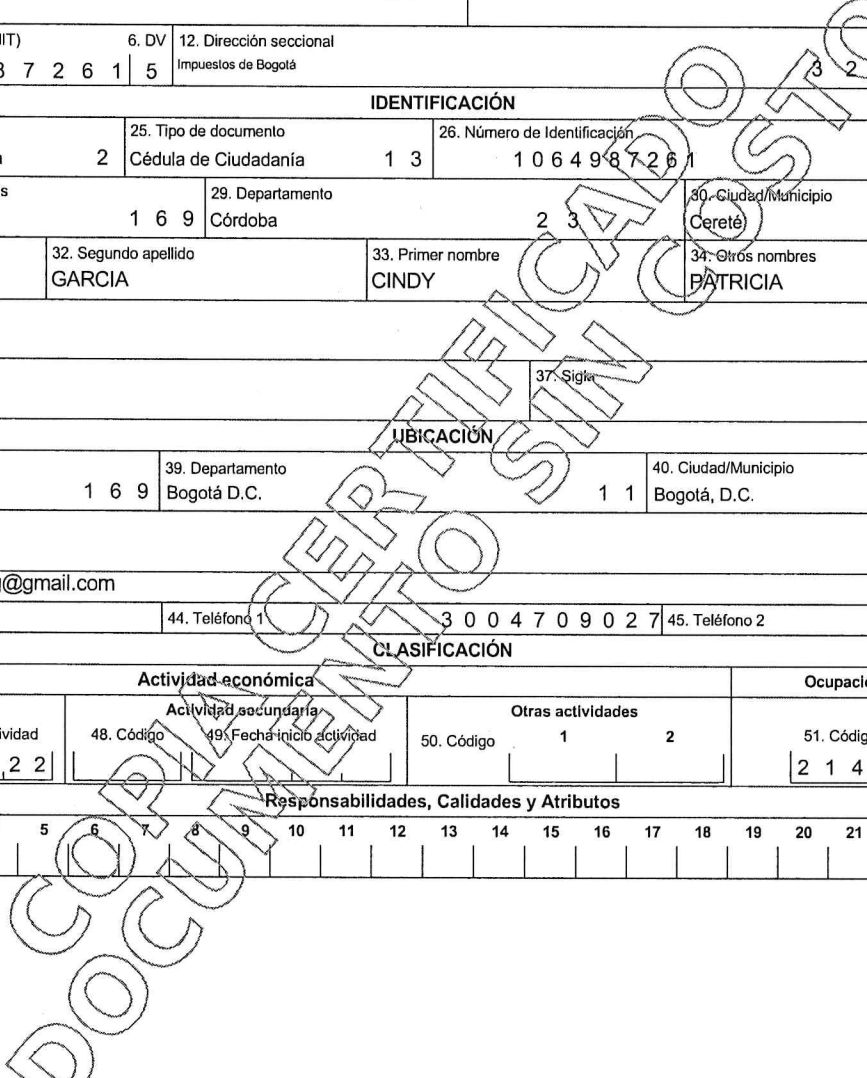 IIT) 6. DV 12. Dirección seccional
8 7 2 6 1 5 Impuestos de Bogotá 3 2
IDENTIFICACIÓN
25. Tipo de documento 26. Número de Identificación
2 Cédula de Ciudadanía 1 3 1 0 6 4 9 8 7 2 6 1
s 29. Departamento 30. Ciudad/Municipio
1 6 9 Córdoba 2 3 Cereté
32. Segundo apellido 33. Primer nombre 34. Otros nombres
GARCIA CINDY PATRICIA
37. Sigla
UBICACIÓN
39. Departamento 40. Ciudad/Municipio
1 6 9 Bogotá D.C. 1 1 Bogotá, D.C.
@gmail.com
44. Teléfono 1 3 0 0 4 7 0 9 0 2 7 45. Teléfono 2
CLASIFICACIÓN
Actividad económica Ocupació
Actividad secundaria Otras actividades
ividad 48. Código 49. Fecha inicio actividad 50. Código 1 2 51. Códig
2 2 2 1 4
Responsabilidades, Calidades y Atributos
5 6 7 8 9 10 11 12 13 14 15 16 17 18 19 20 21
COPIA CERTIFICADO
DOCUMENTO SIN COSTO